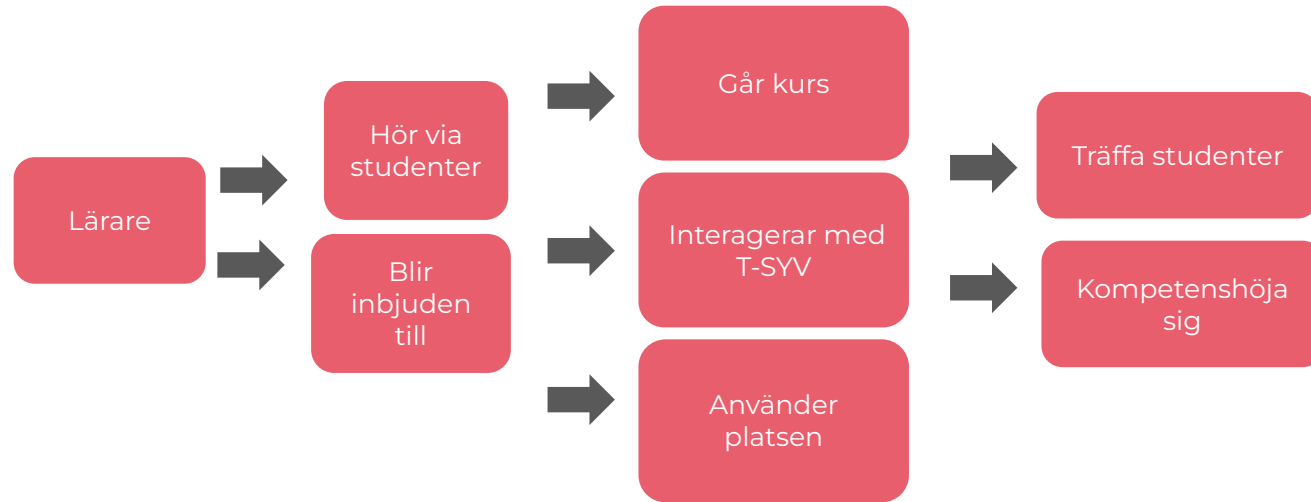 Lärare
Hör via
studenter
Blir
inbjuden
till
Går kurs
Interagerar med
T-SYV
Använder
platsen
Träffa studenter
Kompetenshöja
sig